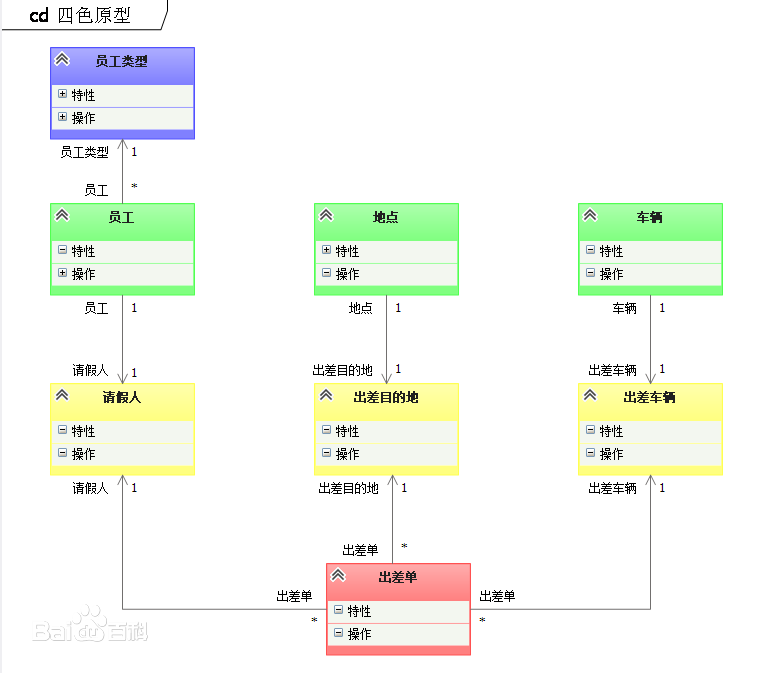 cd 四色原型
员工类型
特性
操作
员工类型 1
员工 *
员工 地点 车辆
特性 特性 特性
操作 操作 操作
员工 1 地点 1 车辆 1
请假人 1 出差目的地 1 出差车辆 1
请假人 出差目的地 出差车辆
特性 特性 特性
操作 操作 操作
请假人 1 出差目的地 1 出差车辆 1
出差单 *
出差单
出差单 出差单
特性
* *
操作
Baidu百科